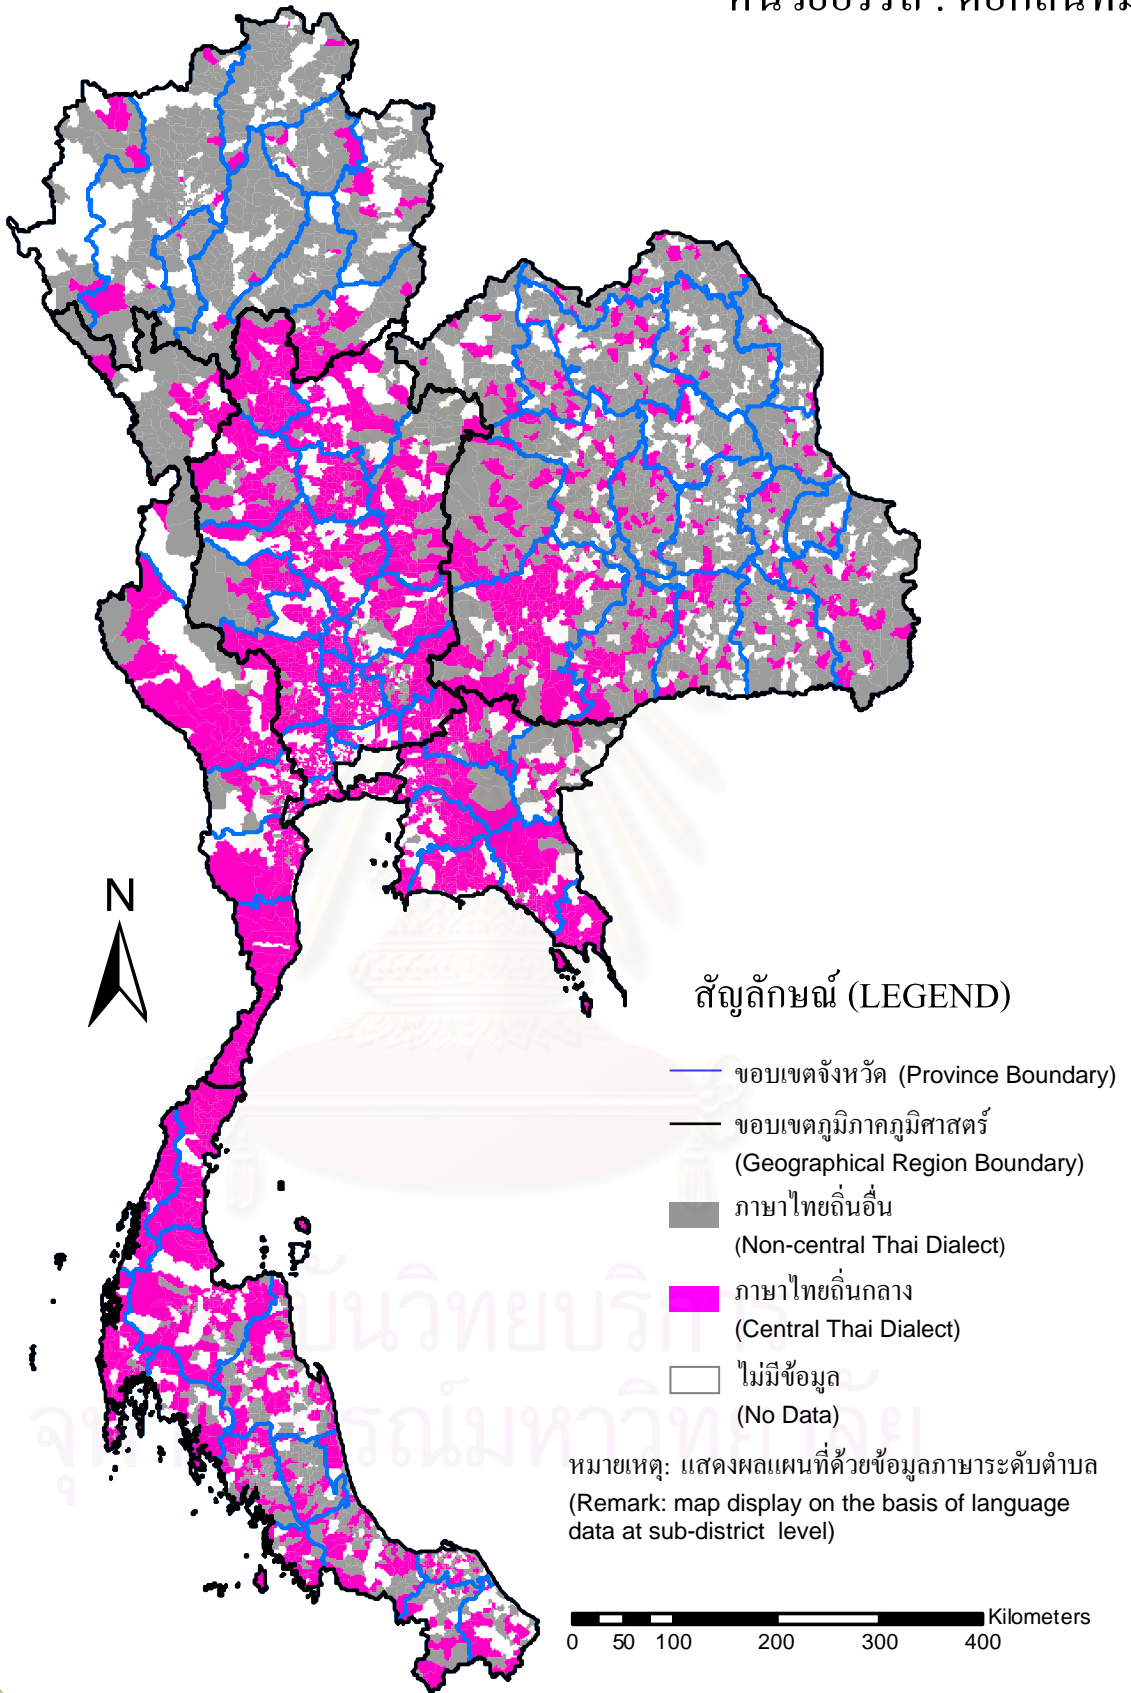 N
สัญลักษณ์ (LEGEND)
ขอบเขตจังหวัด (Province Boundary)
ขอบเขตภูมิภาคภูมิศาสตร์
(Geographical Region Boundary)
ภาษาไทยถิ่นอื่น
(Non-central Thai Dialect)
ภาษาไทยถิ่นกลาง
(Central Thai Dialect)
ไม่มีข้อมูล
(No Data)
หมายเหตุ: แสดงผลแผนที่ด้วยข้อมูลภาษาระดับตำบล
(Remark: map display on the basis of language
data at sub-district level)
Kilometers
0 50 100 200 300 400